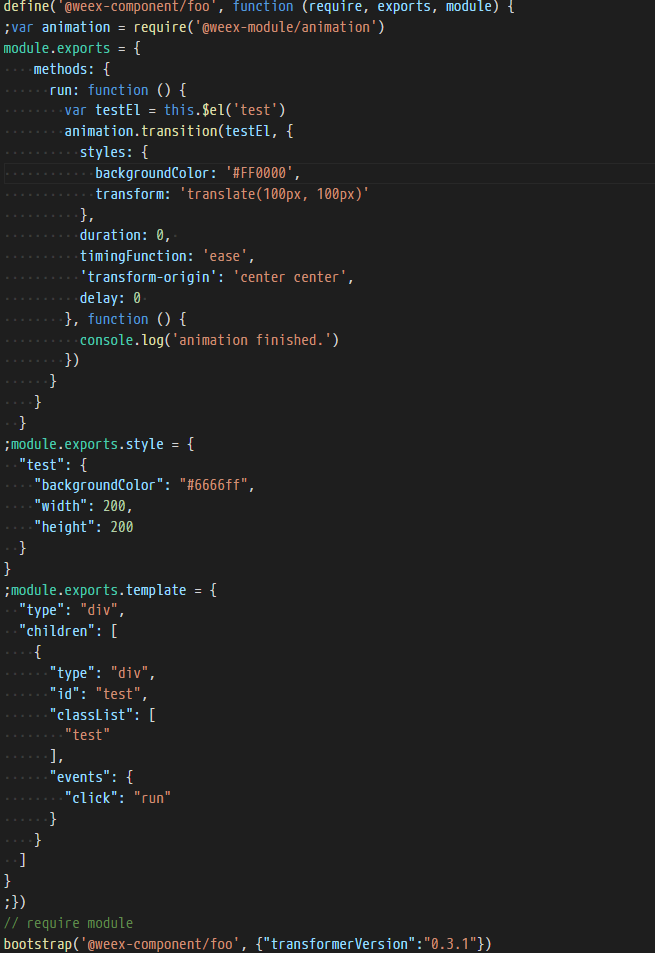 define('@weex-component/foo', function (require, exports, module) {
;var animation = require('@weex-module/animation')
module.exports = {
    methods: {
      run: function () {
        var testEl = this.$el('test')
        animation.transition(testEl, {
          styles: {
            backgroundColor: '#FF0000',
            transform: 'translate(100px, 100px)'
          },
          duration: 0,
          timingFunction: 'ease',
          'transform-origin': 'center center',
          delay: 0
        }, function () {
          console.log('animation finished.')
        })
      }
    }
  }
;module.exports.style = {
  "test": {
    "backgroundColor": "#6666ff",
    "width": 200,
    "height": 200
  }
}
;module.exports.template = {
  "type": "div",
  "children": [
    {
      "type": "div",
      "id": "test",
      "classList": [
        "test"
      ],
      "events": {
        "click": "run"
      }
    }
  ]
}
;})
// require module
bootstrap('@weex-component/foo', {"transformerVersion":"0.3.1"})